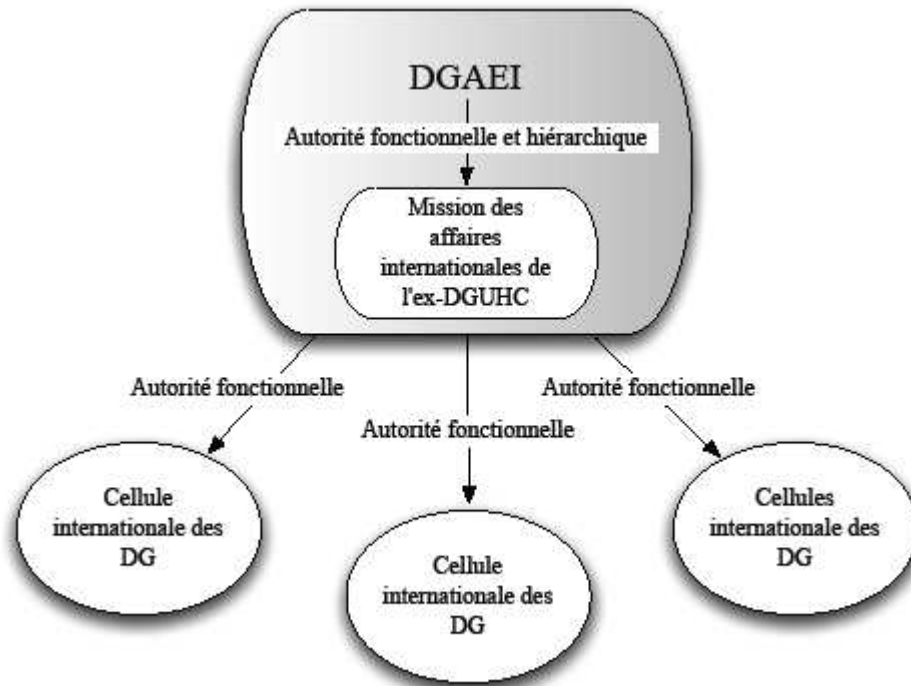 DGAEI
Autorité fonctionnelle et hiérarchique
Mission des
affaires
internationales de
l'ex-DGUHC
Autorité fonctionnelle
Autorité fonctionnelle
Autorité fonctionnelle
Cellule
internationale des
DG
Cellule
internationale des
DG
Cellules
internationale des
DG